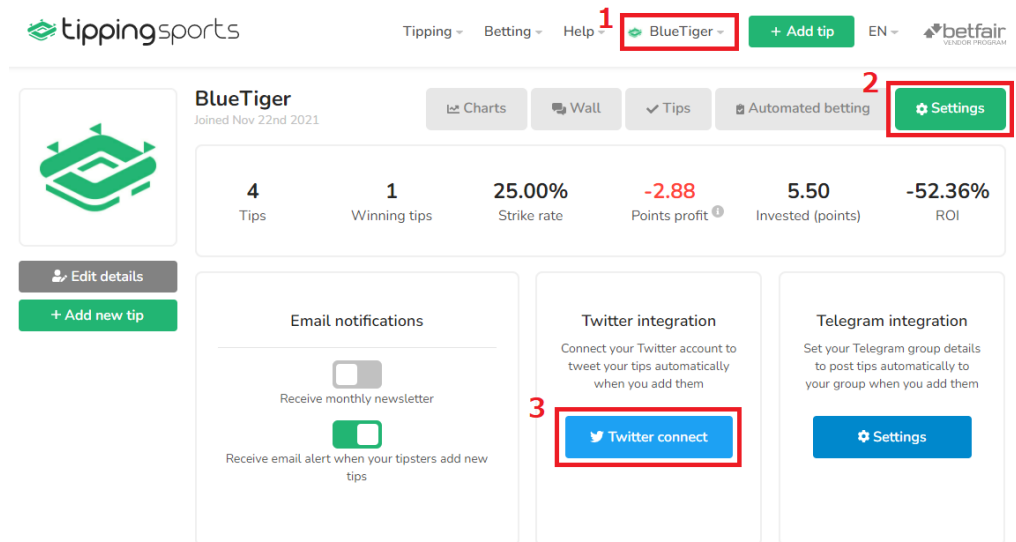 tippingsports
Tipping
Betting
Help
1
BlueTiger
+ Add tip
EN
betfair
VENDOR PROGRAM
2
BlueTiger
Joined Nov 22nd 2021
Charts
Wall
Tips
Automated betting
Settings
4
Tips
1
Winning tips
25.00%
Strike rate
-2.88
Points profit
5.50
Invested (points)
-52.36%
ROI
Edit details
+ Add new tip
Email notifications
Receive monthly newsletter
Receive email alert when your tipsters add new
tips
Twitter integration
Connect your Twitter account to
tweet your tips automatically
when you add them
3
Twitter connect
Telegram integration
Set your Telegram group details
to post tips automatically to
your group when you add them
Settings